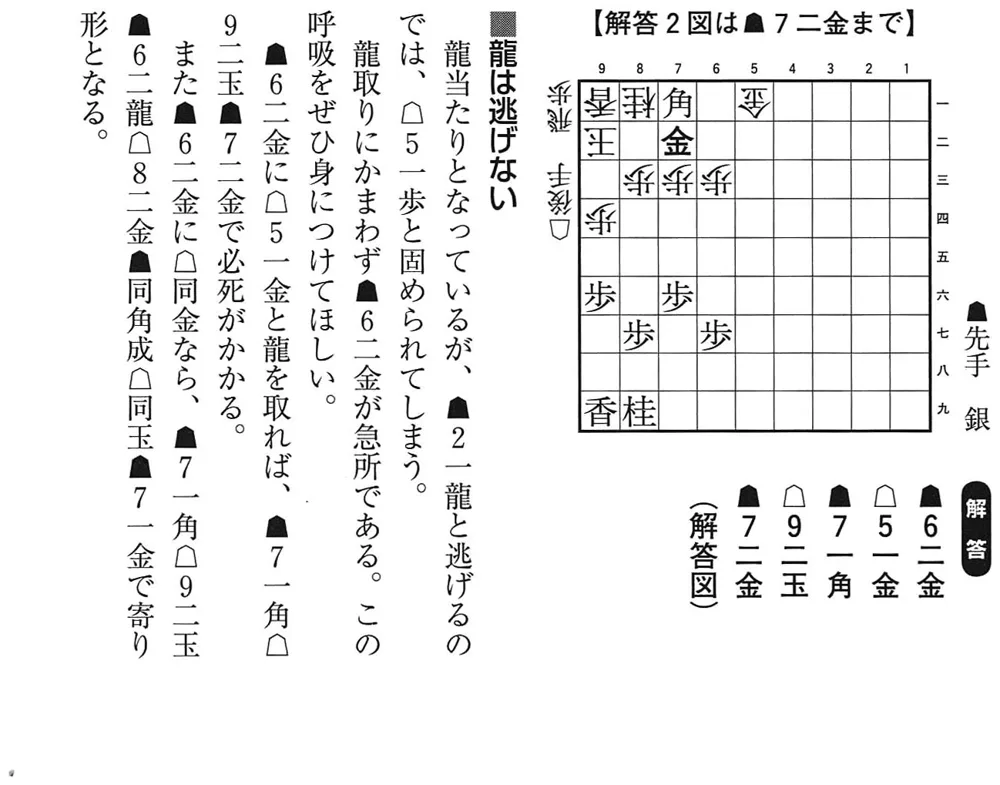 【解答2図は☗7二金まで】
9 8 7 6 5 4 3 2 1
香 桂 角 金 一
王 金 二
歩 歩 歩 三
歩 四
五
歩 歩 六
歩 歩 七
八
香 桂 九
☗先手 銀
☖後手 飛歩
解答
☗6二金
☖5一金
☗7一角
☖9二玉
☗7二金
(解答図)
■龍は逃げない
龍当たりとなっているが、☗2一龍と逃げるの
では、☖5一歩と固められてしまう。
龍取りにかまわず☗6二金が急所である。この
呼吸をぜひ身につけてほしい。
☗6二金に☖5一金と龍を取れば、☗7一角☖
9二玉☗7二金で必死がかかる。
また☗6二金に☖同金なら、☗7一角☖9二玉
☗6二龍☖8二金☗同角成☖同玉☗7一金で寄り
形となる。